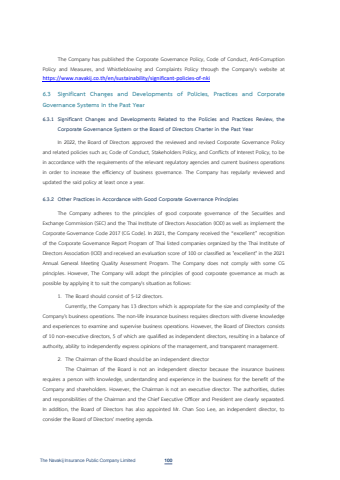 The Company has published the Corporate Governance Policy, Code of Conduct, Anti-Corruption
Policy and Measures, and Whistleblowing and Complaints Policy through the Company's website at
https://www.navakij.co.th/en/sustainability/significant-policies-of-nki
6.3 Significant Changes and Developments of Policies, Practices and Corporate
Governance Systems in the Past Year
6.3.1 Significant Changes and Developments Related to the Policies and Practices Review, the
Corporate Governance System or the Board of Directors Charter in the Past Year
In 2022, the Board of Directors approved the reviewed and revised Corporate Governance Policy
and related policies such as; Code of Conduct, Stakeholders Policy, and Conflicts of Interest Policy, to be
in accordance with the requirements of the relevant regulatory agencies and current business operations
in order to increase the efficiency of business governance. The Company has regularly reviewed and
updated the said policy at least once a year.
6.3.2 Other Practices in Accordance with Good Corporate Governance Principles
The Company adheres to the principles of good corporate governance of the Securities and
Exchange Commission (SEC) and the Thai Institute of Directors Association (IOD) as well as implement the
Corporate Governance Code 2017 (CG Code). In 2021, the Company received the "excellent" recognition
of the Corporate Governance Report Program of Thai listed companies organized by the Thai Institute of
Directors Association (IOD) and received an evaluation score of 100 or classified as "excellent" in the 2021
Annual General Meeting Quality Assessment Program. The Company does not comply with some CG
principles. However, The Company will adopt the principles of good corporate governance as much as
possible by applying it to suit the company's situation as follows:
1. The Board should consist of 5-12 directors.
Currently, the Company has 13 directors which is appropriate for the size and complexity of the
Company's business operations. The non-life insurance business requires directors with diverse knowledge
and experiences to examine and supervise business operations. However, the Board of Directors consists
of 10 non-executive directors, 5 of which are qualified as independent directors, resulting in a balance of
authority, ability to independently express opinions of the management, and transparent management.
2. The Chairman of the Board should be an independent director
The Chairman of the Board is not an independent director because the insurance business
requires a person with knowledge, understanding and experience in the business for the benefit of the
Company and shareholders. However, the Chairman is not an executive director. The authorities, duties
and responsibilities of the Chairman and the Chief Executive Officer and President are clearly separated.
In addition, the Board of Directors has also appointed Mr. Chan Soo Lee, an independent director, to
consider the Board of Directors' meeting agenda.
The Navakij Insurance Public Company Limited 100